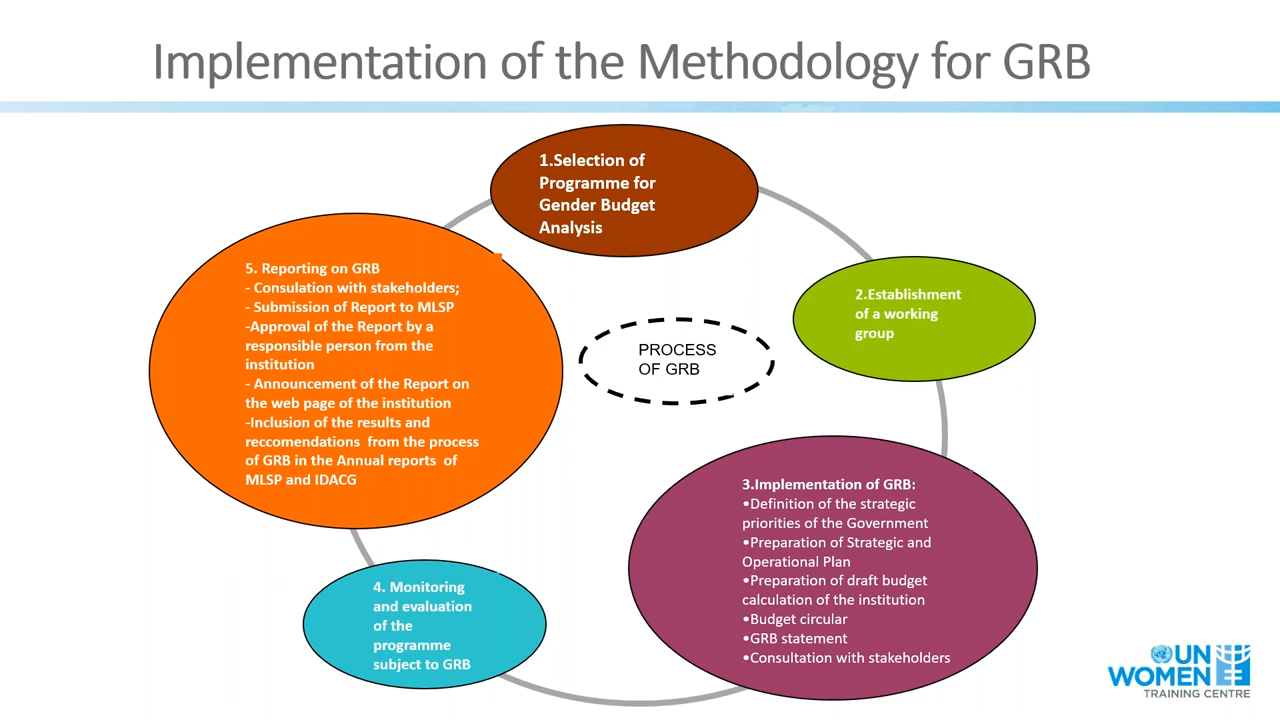 Implementation of the Methodology for GRB
1.Selection of
Programme for
Gender Budget
Analysis
2.Establishment
of a working
group
3.Implementation of GRB:
•Definition of the strategic
priorities of the Government
•Preparation of Strategic and
Operational Plan
•Preparation of draft budget
calculation of the institution
•Budget circular
•GRB statement
•Consultation with stakeholders
4. Monitoring
and evaluation
of the
programme
subject to GRB
5. Reporting on GRB
- Consulation with stakeholders;
- Submission of Report to MLSP
-Approval of the Report by a
responsible person from the
institution
- Announcement of the Report on
the web page of the institution
-Inclusion of the results and
reccomendations from the process
of GRB in the Annual reports of
MLSP and IDACG
PROCESS
OF GRB
UN
WOMEN
TRAINING CENTRE